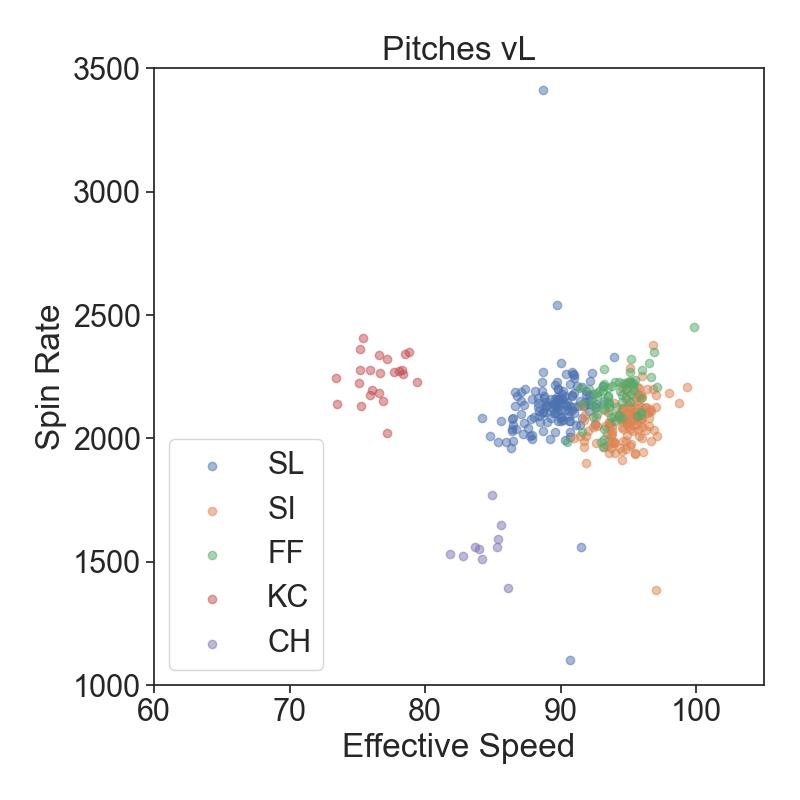 Pitches vL
3500
3000
2500
2000
1500
1000
Spin Rate
SL
SI
FF
KC
CH
60 70 80 90 100
Effective Speed